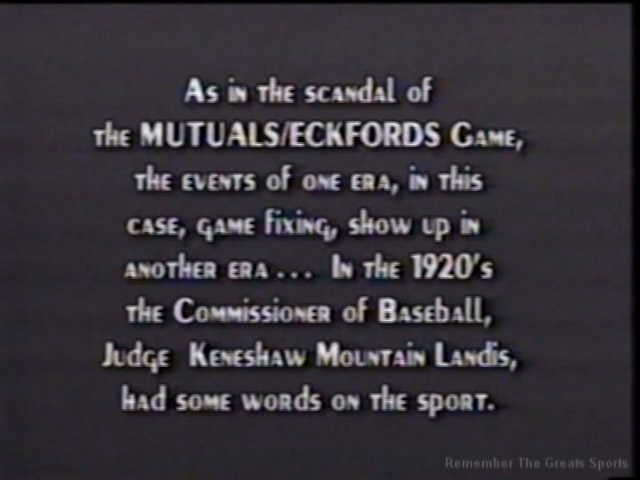 As in the scandal of
the MUTUALS/ECKFORDS Game,
the events of one era, in this
case, game fixing, show up in
another era... In the 1920's
the Commissioner of Baseball,
Judge Keneshaw Mountain Landis,
had some words on the sport.
Remember The Greats Sports